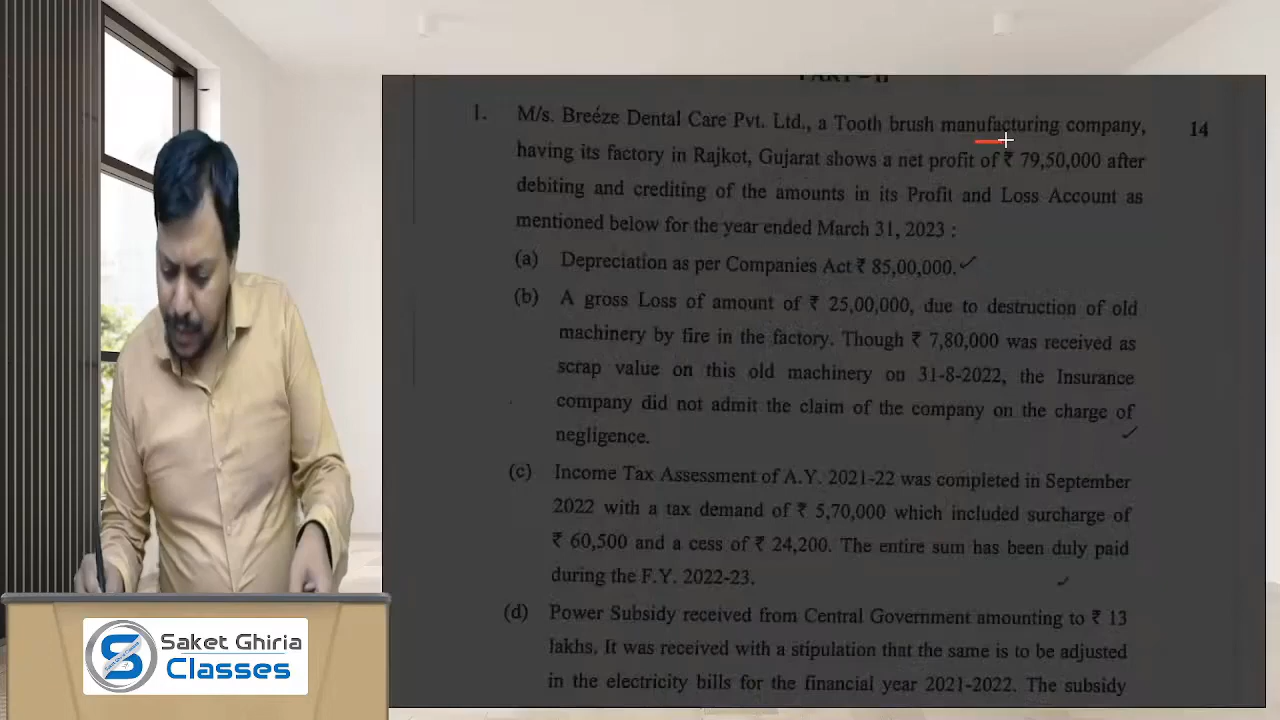 PART – II
1. M/s. Breéze Dental Care Pvt. Ltd., a Tooth brush manufacturing company, 14
having its factory in Rajkot, Gujarat shows a net profit of ₹ 79,50,000 after
debiting and crediting of the amounts in its Profit and Loss Account as
mentioned below for the year ended March 31, 2023 :
(a) Depreciation as per Companies Act ₹ 85,00,000.
(b) A gross Loss of amount of ₹ 25,00,000, due to destruction of old
machinery by fire in the factory. Though ₹ 7,80,000 was received as
scrap value on this old machinery on 31-8-2022, the Insurance
company did not admit the claim of the company on the charge of
negligence.
(c) Income Tax Assessment of A.Y. 2021-22 was completed in September
2022 with a tax demand of ₹ 5,70,000 which included surcharge of
₹ 60,500 and a cess of ₹ 24,200. The entire sum has been duly paid
during the F.Y. 2022-23.
(d) Power Subsidy received from Central Government amounting to ₹ 13
lakhs. It was received with a stipulation that the same is to be adjusted
in the electricity bills for the financial year 2021-2022. The subsidy
S Saket Ghiria
Classes